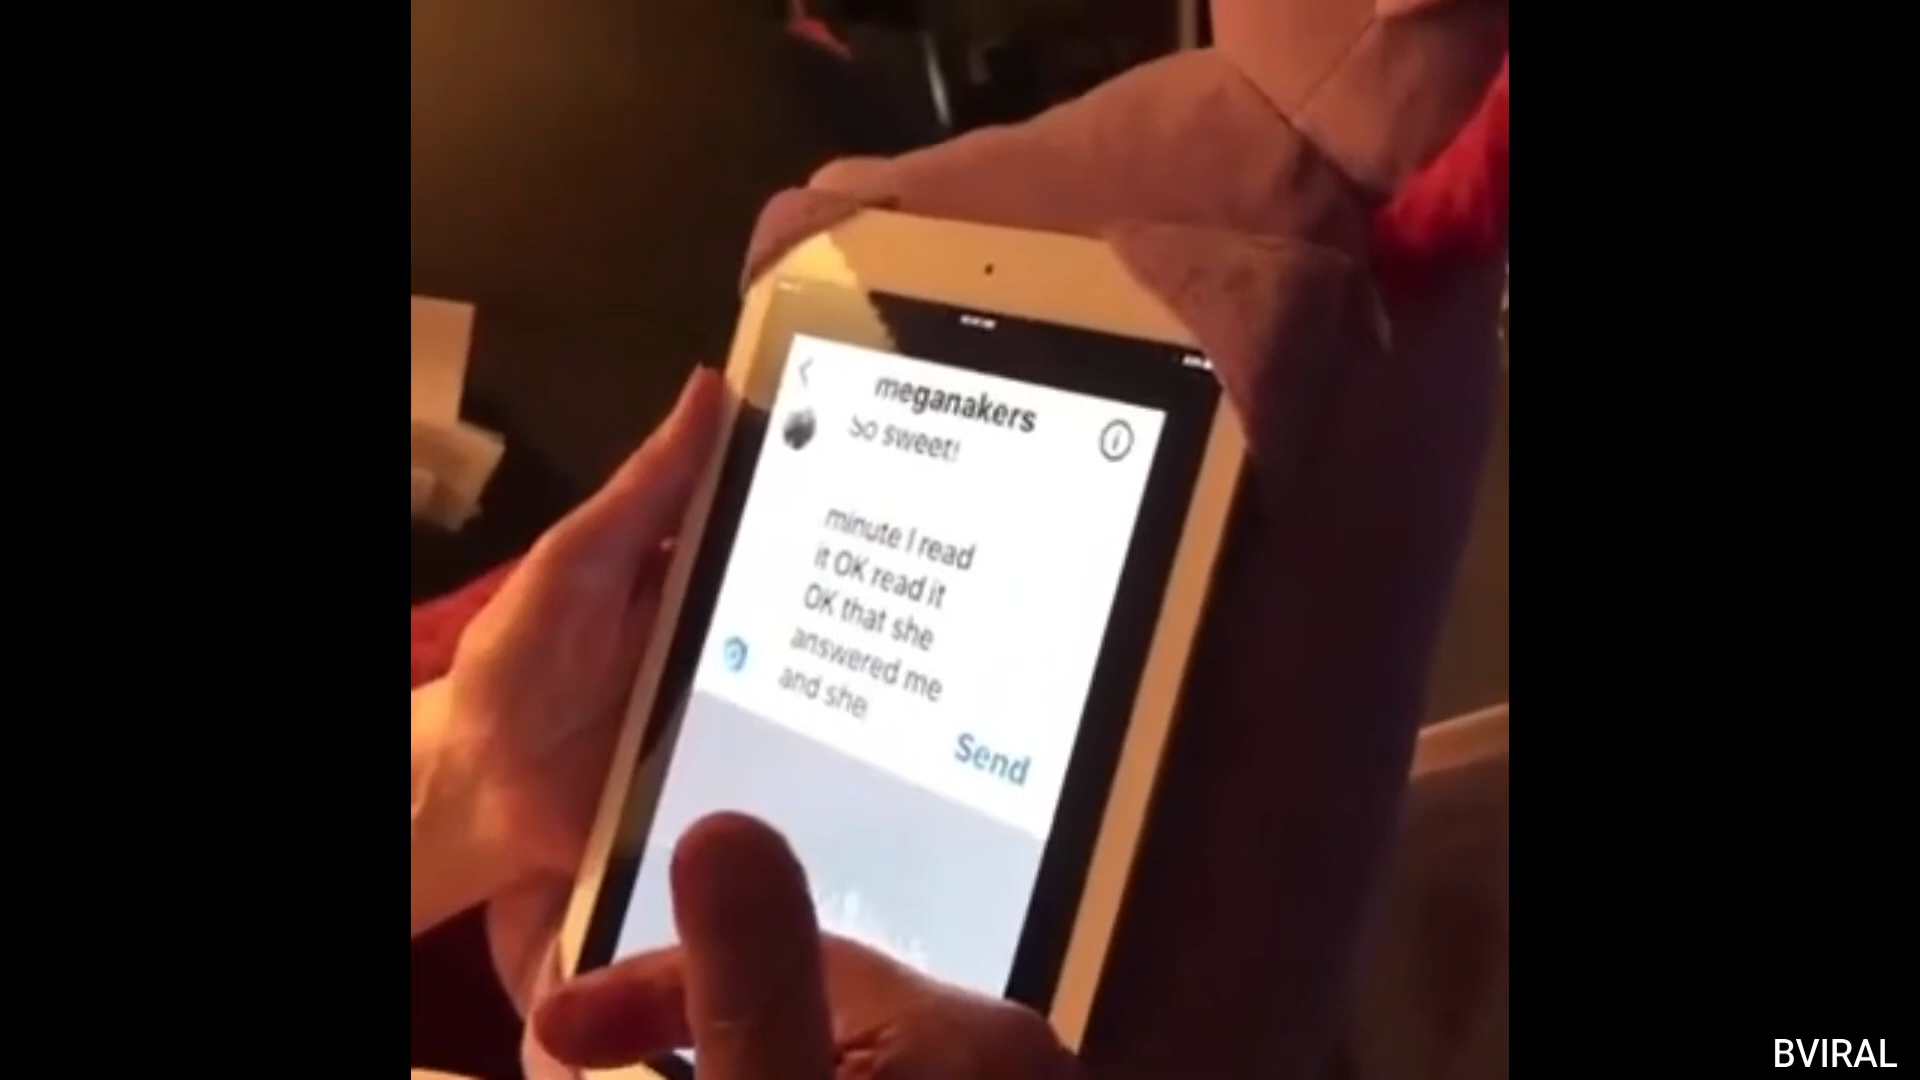 meganakers
So sweet!
minute I read
it OK read it
OK that she
answered me
and she
Send
BVIRAL